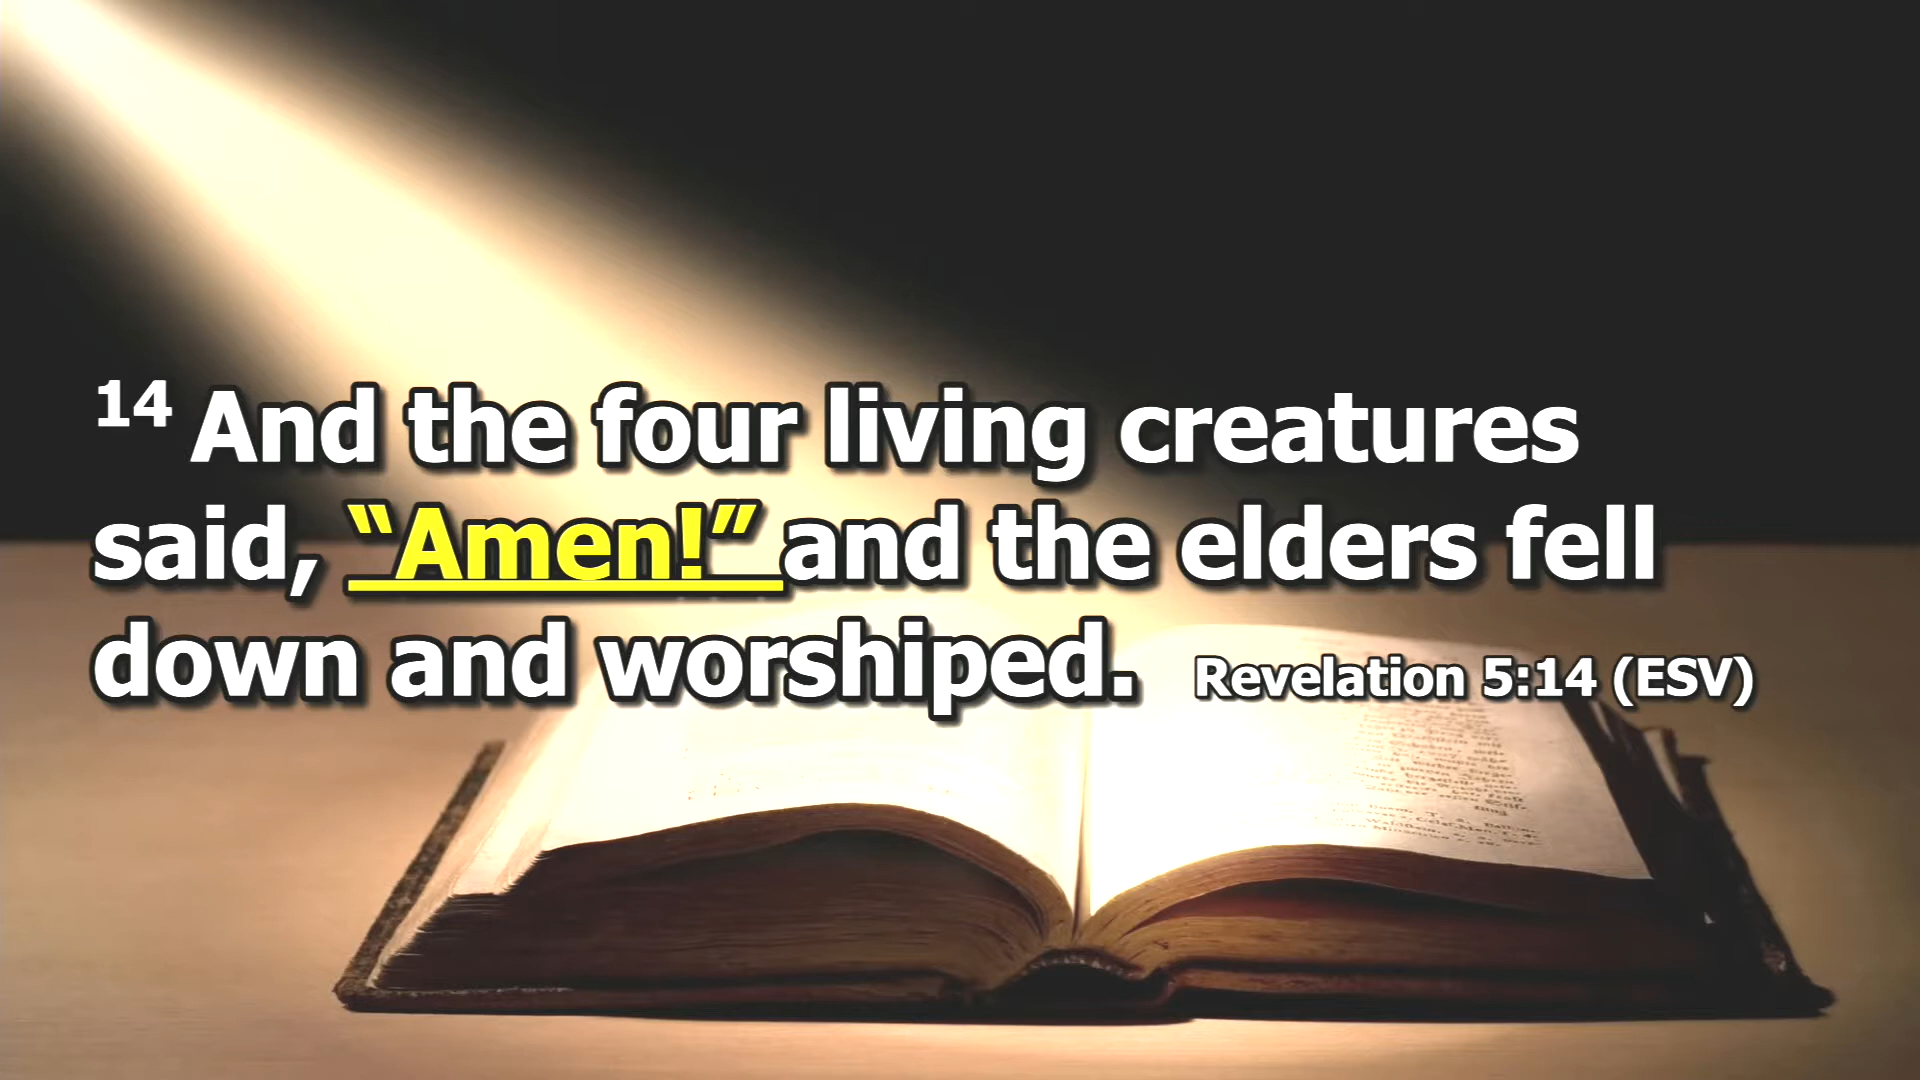 14 And the four living creatures
said, “Amen!” and the elders fell
down and worshiped. Revelation 5:14 (ESV)